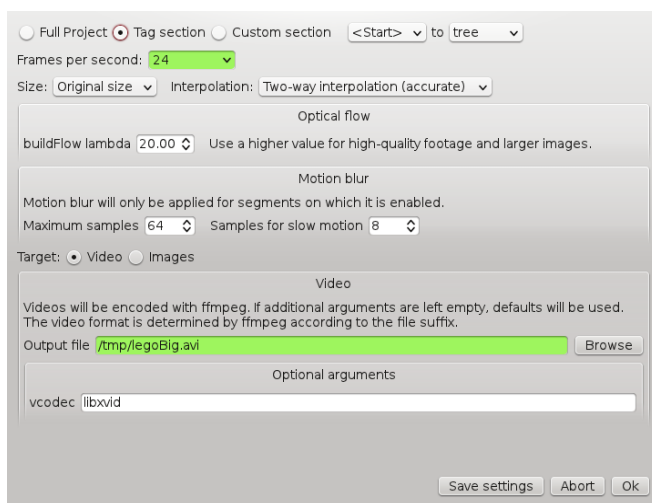 Full Project Tag section Custom section <Start> to tree
Frames per second: 24
Size: Original size Interpolation: Two-way interpolation (accurate)
Optical flow
buildFlow lambda 20.00 Use a higher value for high-quality footage and larger images.
Motion blur
Motion blur will only be applied for segments on which it is enabled.
Maximum samples 64 Samples for slow motion 8
Target: Video Images
Video
Videos will be encoded with ffmpeg. If additional arguments are left empty, defaults will be used.
The video format is determined by ffmpeg according to the file suffix.
Output file /tmp/legoBig.avi Browse
Optional arguments
vcodec libxvid
Save settings Abort Ok